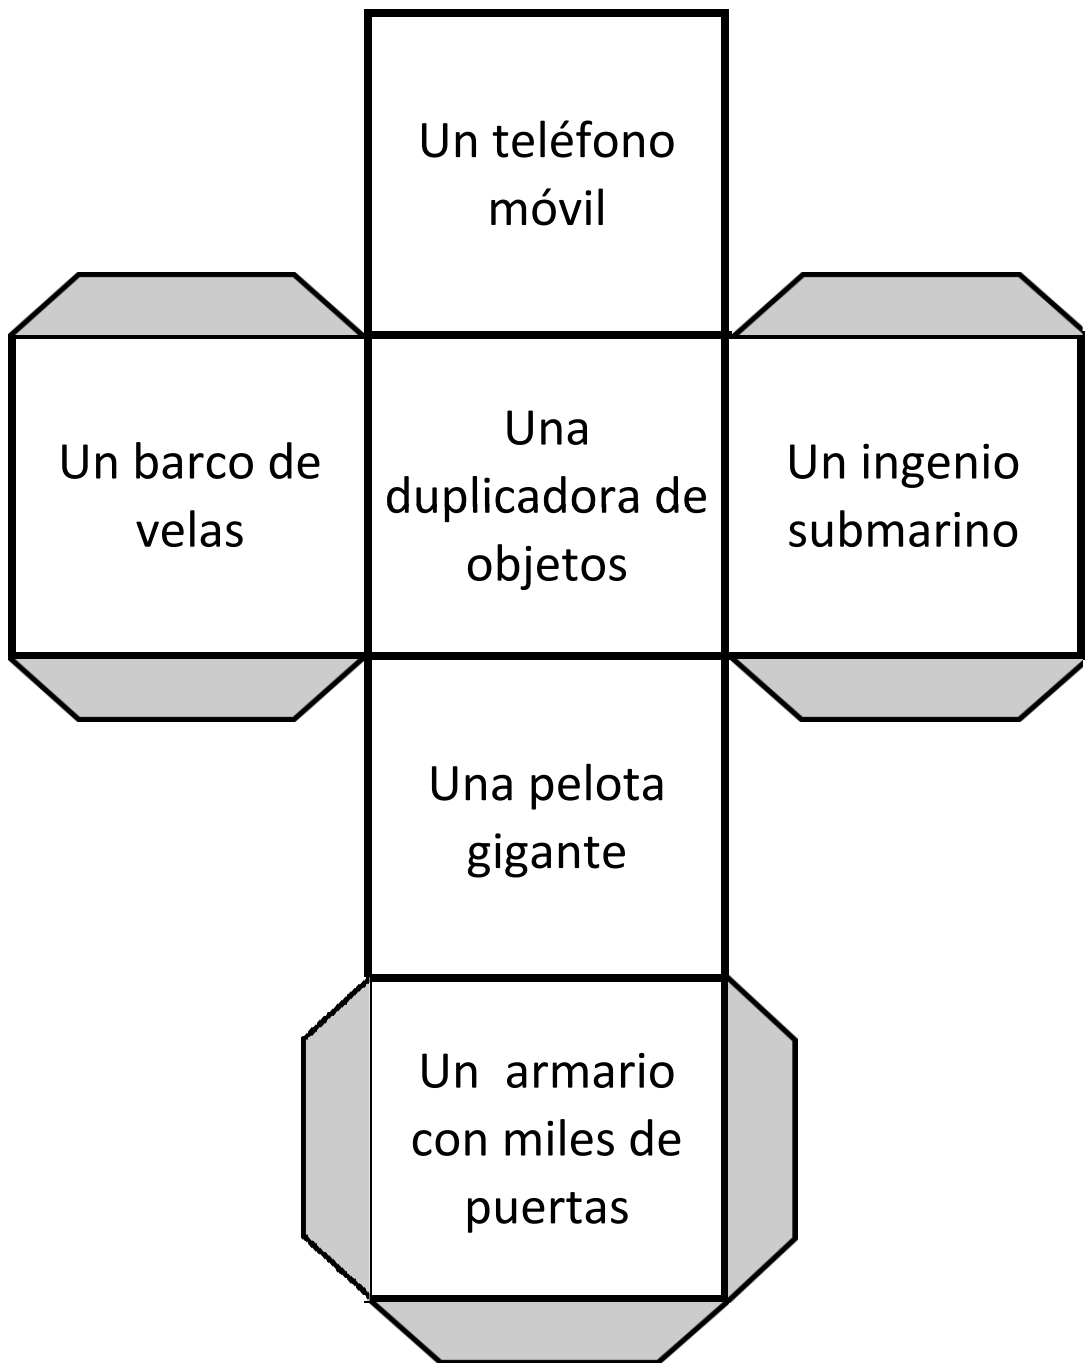 Un teléfono
móvil
Un barco de
velas
Una
duplicadora de
objetos
Un ingenio
submarino
Una pelota
gigante
Un  armario
con miles de
puertas